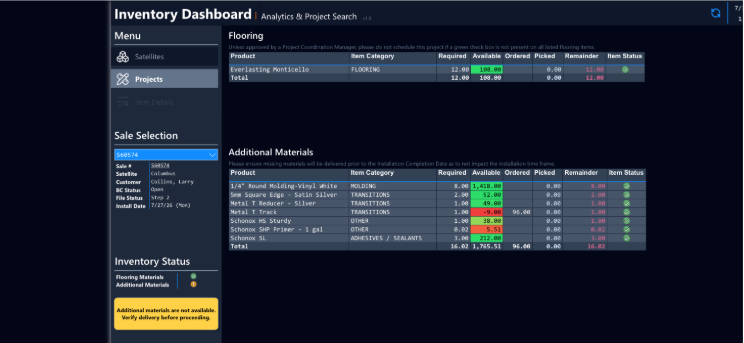 Inventory Dashboard | Analytics & Project Search
7/
1
Menu
Satellites
Projects
Item Details
Sale Selection
S60574
Sale # S60574
Satellite Columbus
Customer Collins, Larry
BC Status Open
File Status Step 2
Install Date 7/27/26 (Mon)
Inventory Status
Flooring Materials
Additional Materials
Additional materials are not available.
Verify delivery before proceeding.
Flooring
Unless approved by a Project Coordination Manager, please do not schedule this project if a green check box is not present on all listed flooring items.
Product Item Category Required Available Ordered Picked Remainder Item Status
Everlasting Monticello FLOORING 12.00 108.00 0.00 12.00
Total 12.00 108.00 0.00 12.00
Additional Materials
Please ensure missing materials will be delivered prior to the Installation Completion Date as to not impact the installation time frame.
Product Item Category Required Available Ordered Picked Remainder Item Status
1/4" Round Molding-Vinyl White MOLDING 8.00 1,418.00 0.00 8.00
5mm Square Edge - Satin Silver TRANSITIONS 2.00 52.00 0.00 2.00
Metal T Reducer - Silver TRANSITIONS 1.00 49.00 0.00 1.00
Metal T Track TRANSITIONS 1.00 -9.00 96.00 0.00 1.00
Schonox HS Sturdy OTHER 1.00 38.00 0.00 1.00
Schonox SHP Primer - 1 gal OTHER 0.02 5.51 0.00 0.02
Schonox SL ADHESIVES / SEALANTS 3.00 212.00 0.00 3.00
Total 16.02 1,765.51 96.00 0.00 16.02